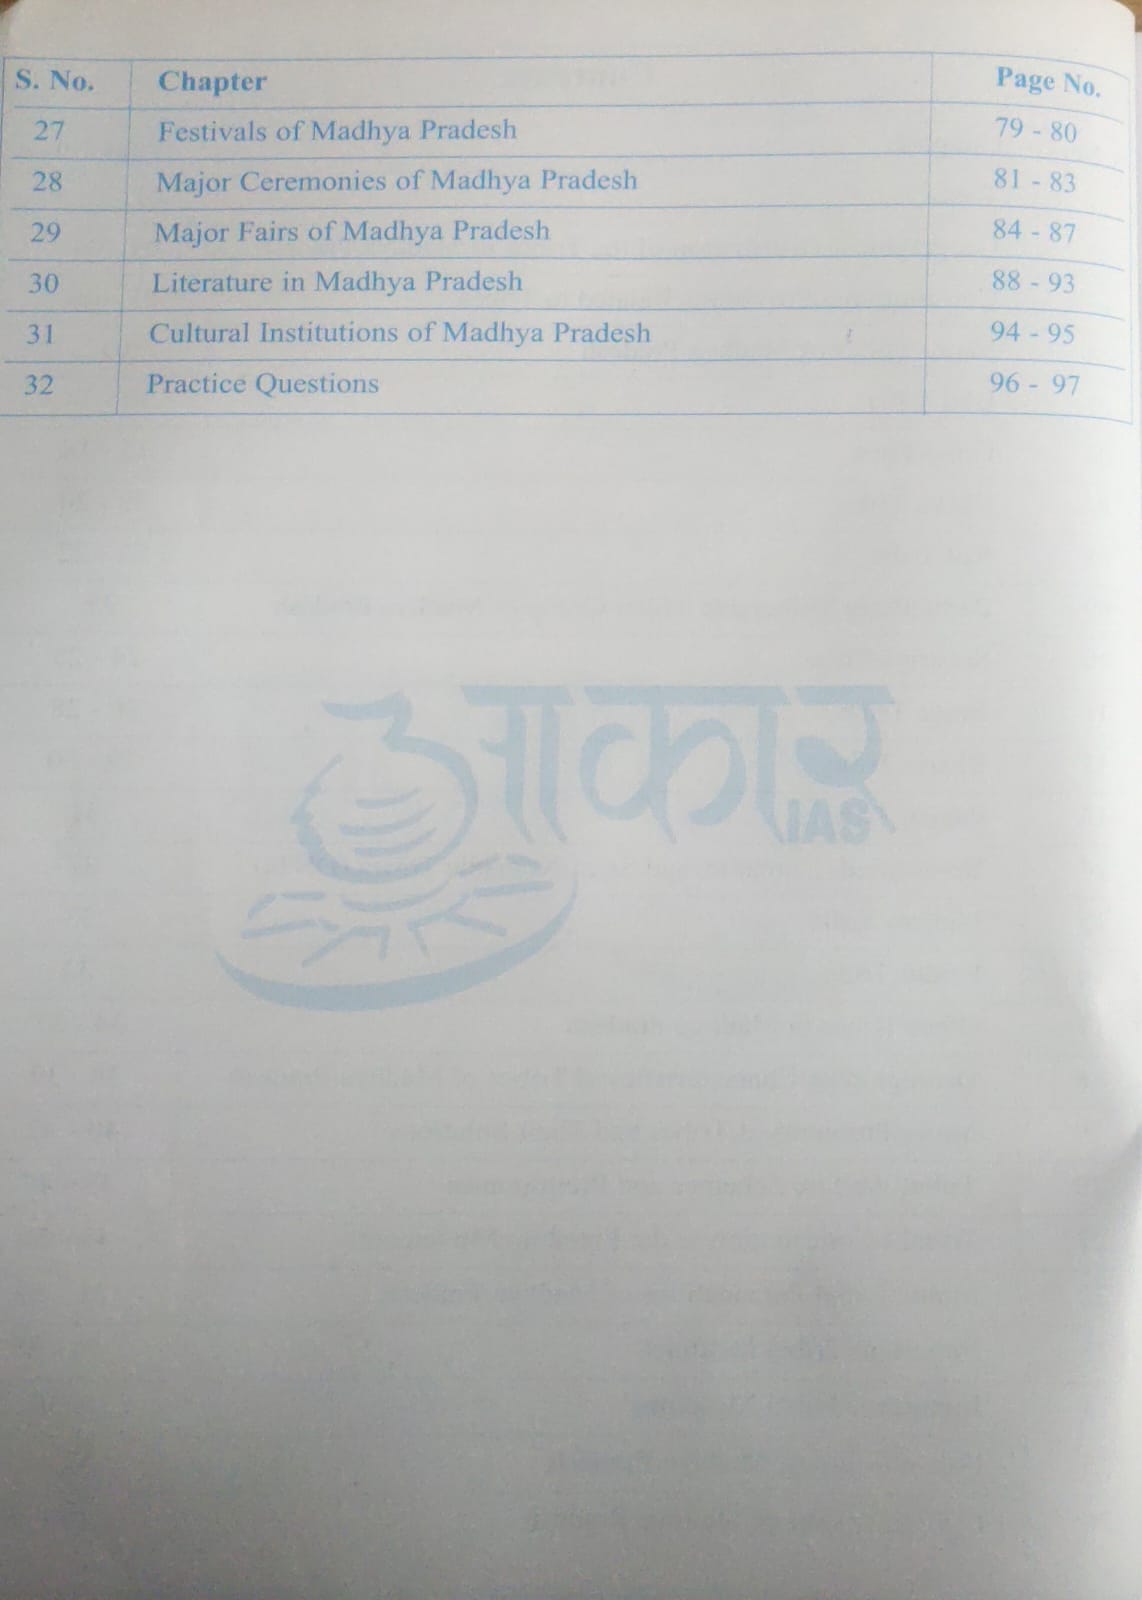 S. No. Chapter Page No.
27 Festivals of Madhya Pradesh 79 - 80
28 Major Ceremonies of Madhya Pradesh 81 - 83
29 Major Fairs of Madhya Pradesh 84 - 87
30 Literature in Madhya Pradesh 88 - 93
31 Cultural Institutions of Madhya Pradesh 94 - 95
32 Practice Questions 96 - 97
आकार
IAS